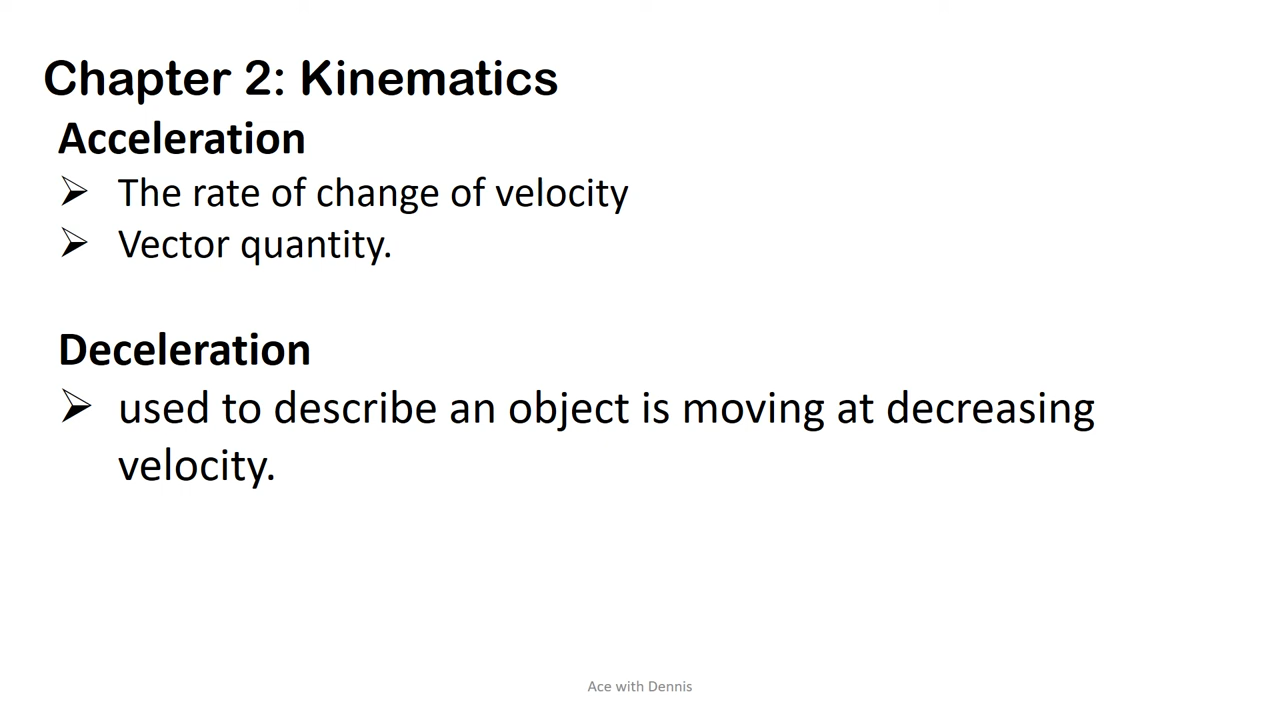 Chapter 2: Kinematics
Acceleration
➢ The rate of change of velocity
➢ Vector quantity.
Deceleration
➢ used to describe an object is moving at decreasing
velocity.
Ace with Dennis